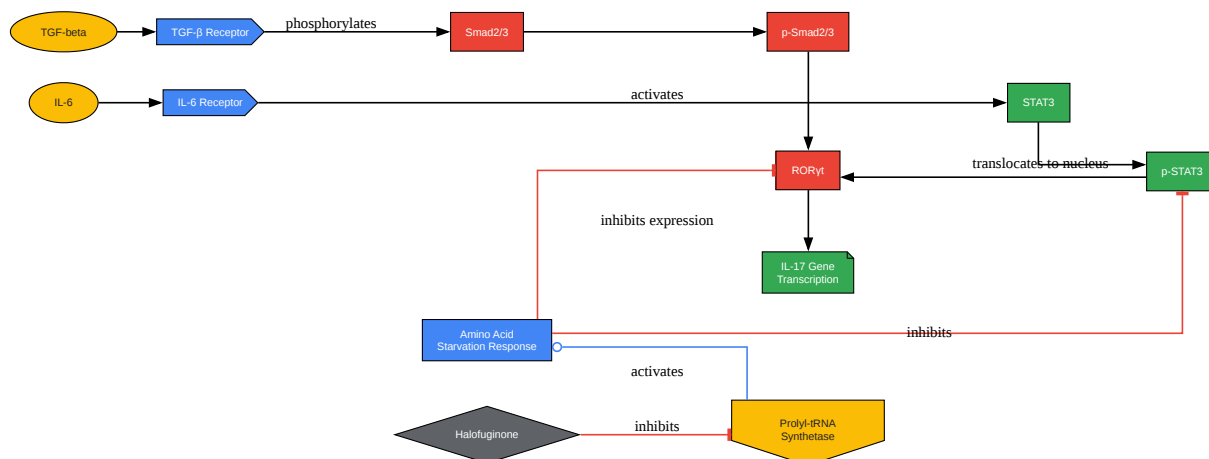 TGF-beta
TGF-β Receptor
phosphorylates
Smad2/3
p-Smad2/3
IL-6
IL-6 Receptor
activates
STAT3
RORγt
translocates to nucleus
p-STAT3
inhibits expression
IL-17 Gene
Transcription
Amino Acid
Starvation Response
inhibits
activates
Halofuginone
inhibits
Prolyl-tRNA
Synthetase